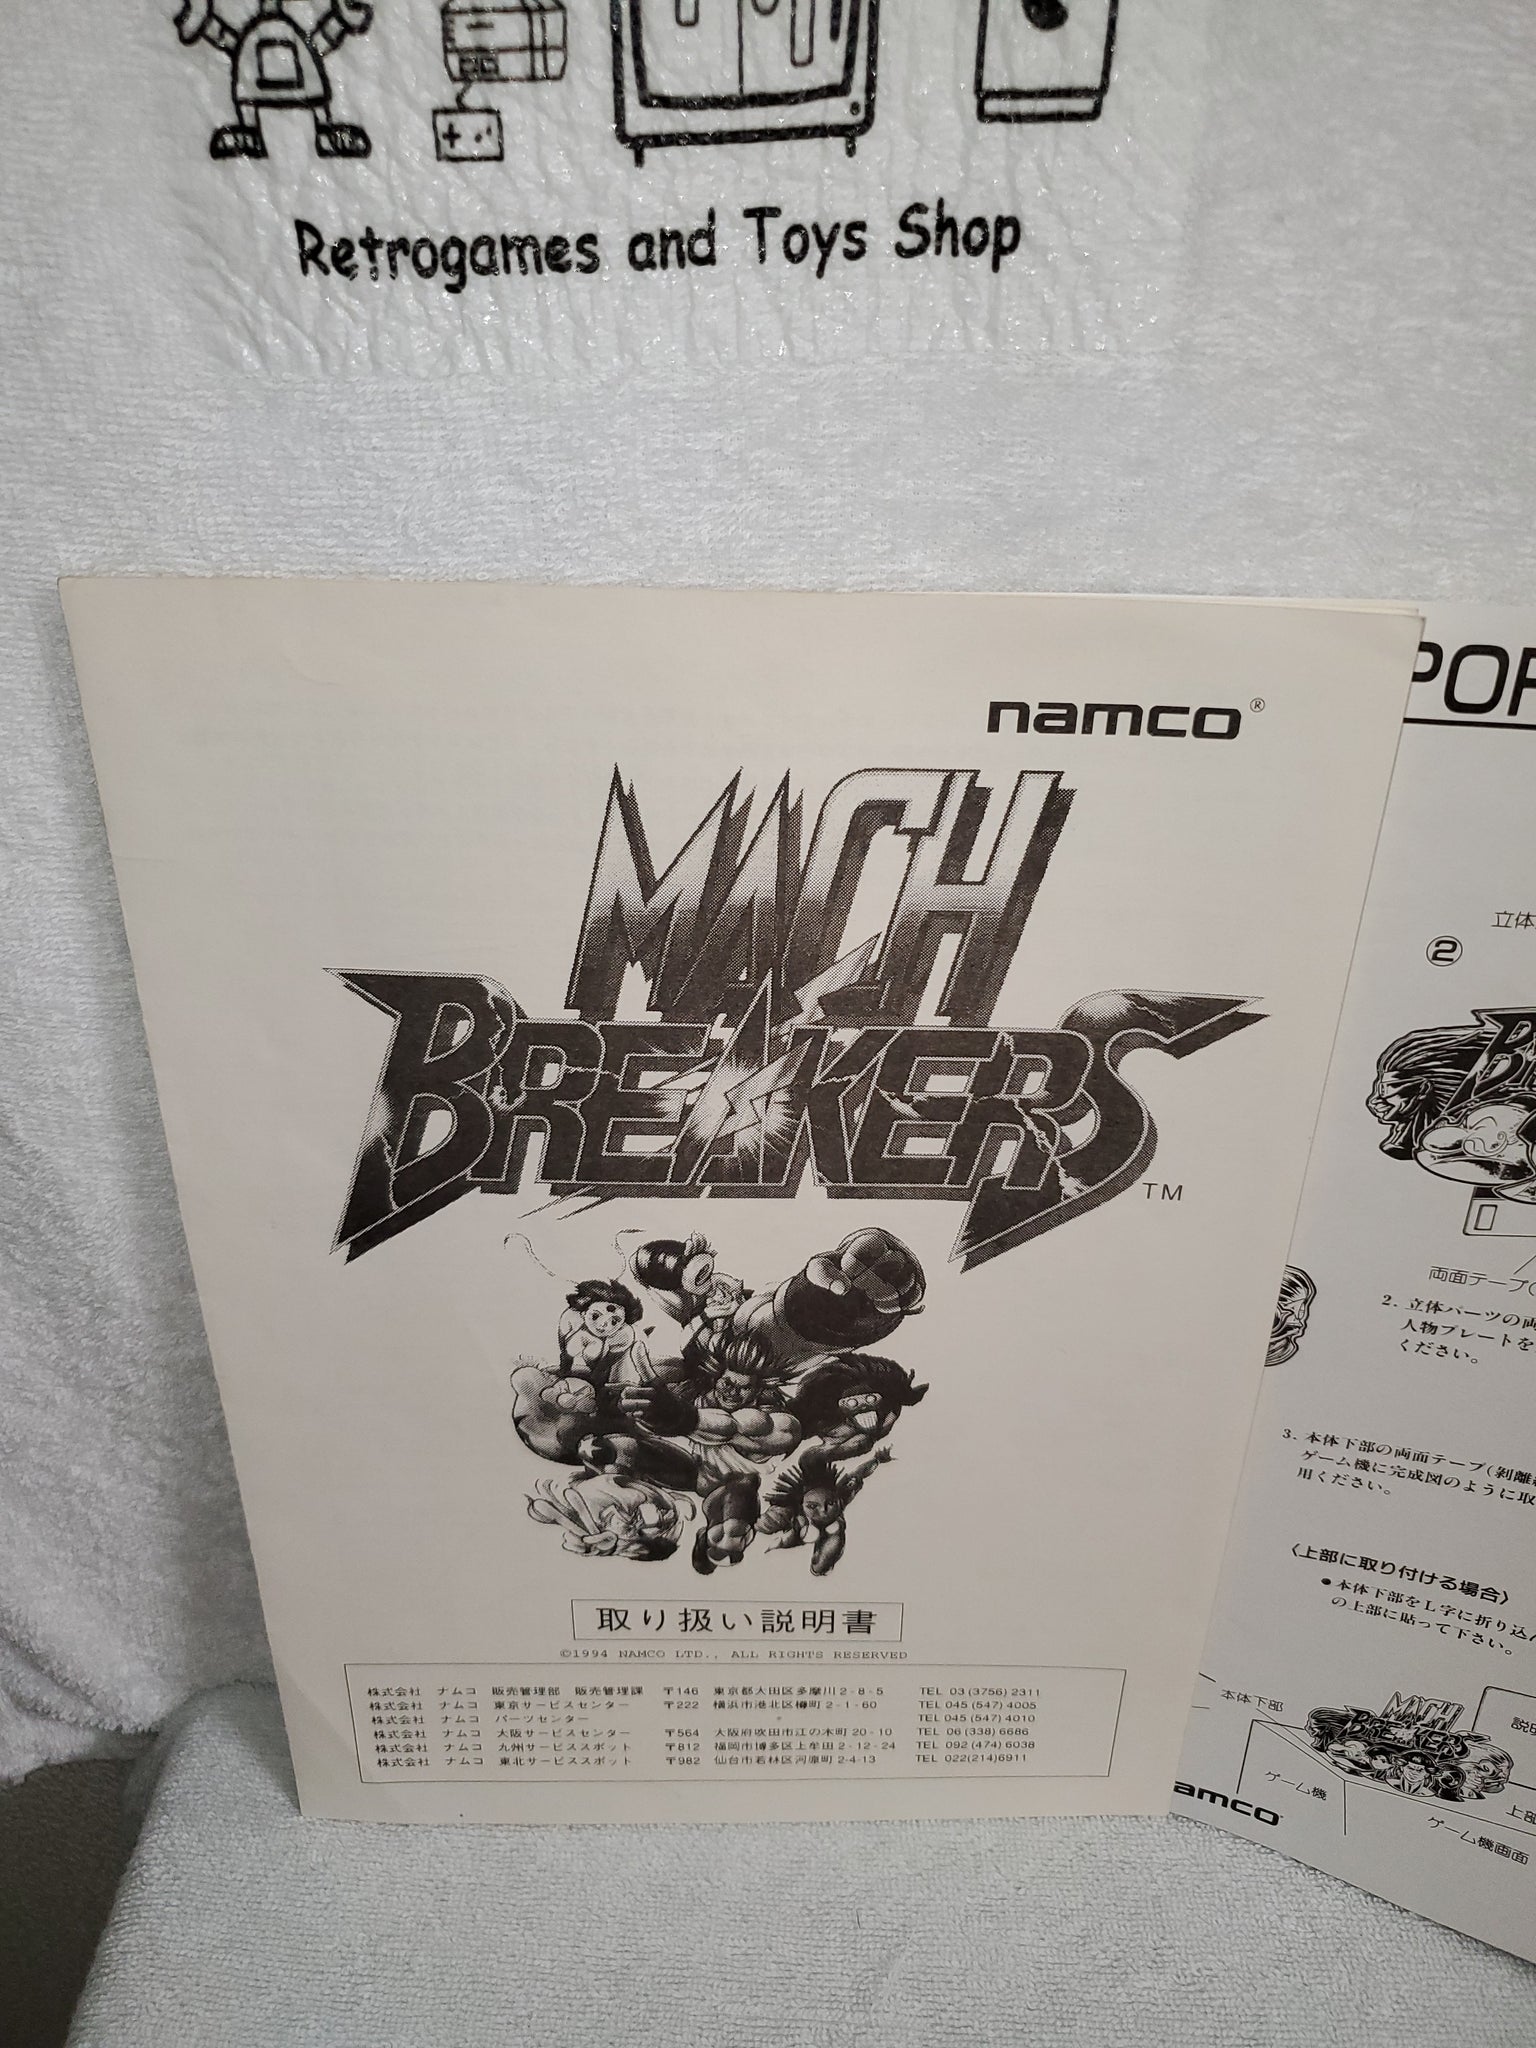 Retrogames and Toys Shop
namco®
MACH
BREAKERS™
取り扱い説明書
©1994 NAMCO LTD., ALL RIGHTS RESERVED
株式会社 ナムコ 販売管理部 販売管理課 〒146 東京都大田区多摩川2-8-5 TEL 03(3756)2311
株式会社 ナムコ 東京サービスセンター 〒222 横浜市港北区樽町2-1-60 TEL 045(547)4005
株式会社 ナムコ パーツセンター 〃 TEL 045(547)4010
株式会社 ナムコ 大阪サービスセンター 〒564 大阪府吹田市江の木町20-10 TEL 06(338)6686
株式会社 ナムコ 九州サービススポット 〒812 福岡市博多区上牟田2-12-24 TEL 092(474)6038
株式会社 ナムコ 東北サービススポット 〒982 仙台市若林区河原町2-4-13 TEL 022(214)6911
POP
立体
②
両面テープ(
2. 立体パーツの両
人物プレートを
ください。
3. 本体下部の両面テープ(剥離
ゲーム機に完成図のように取
用ください。
〈上部に取り付ける場合〉
●本体下部をL字に折り込
の上部に貼って下さい。
本体下部
MACH
BREAKERS
説明
ゲーム機
上部
ゲーム機画面
amco